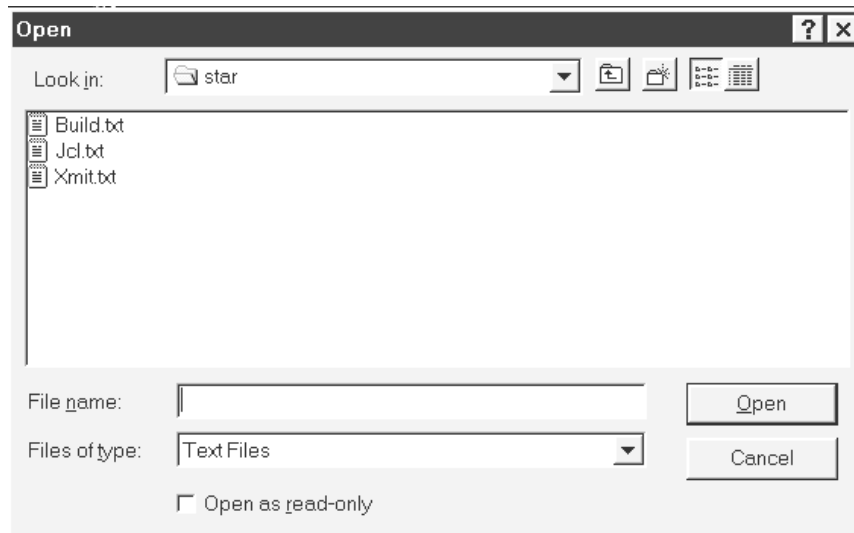 Open
Look in: star
Build.txt
Jcl.txt
Xmit.txt
File name: Open
Files of type: Text Files Cancel
Open as read-only